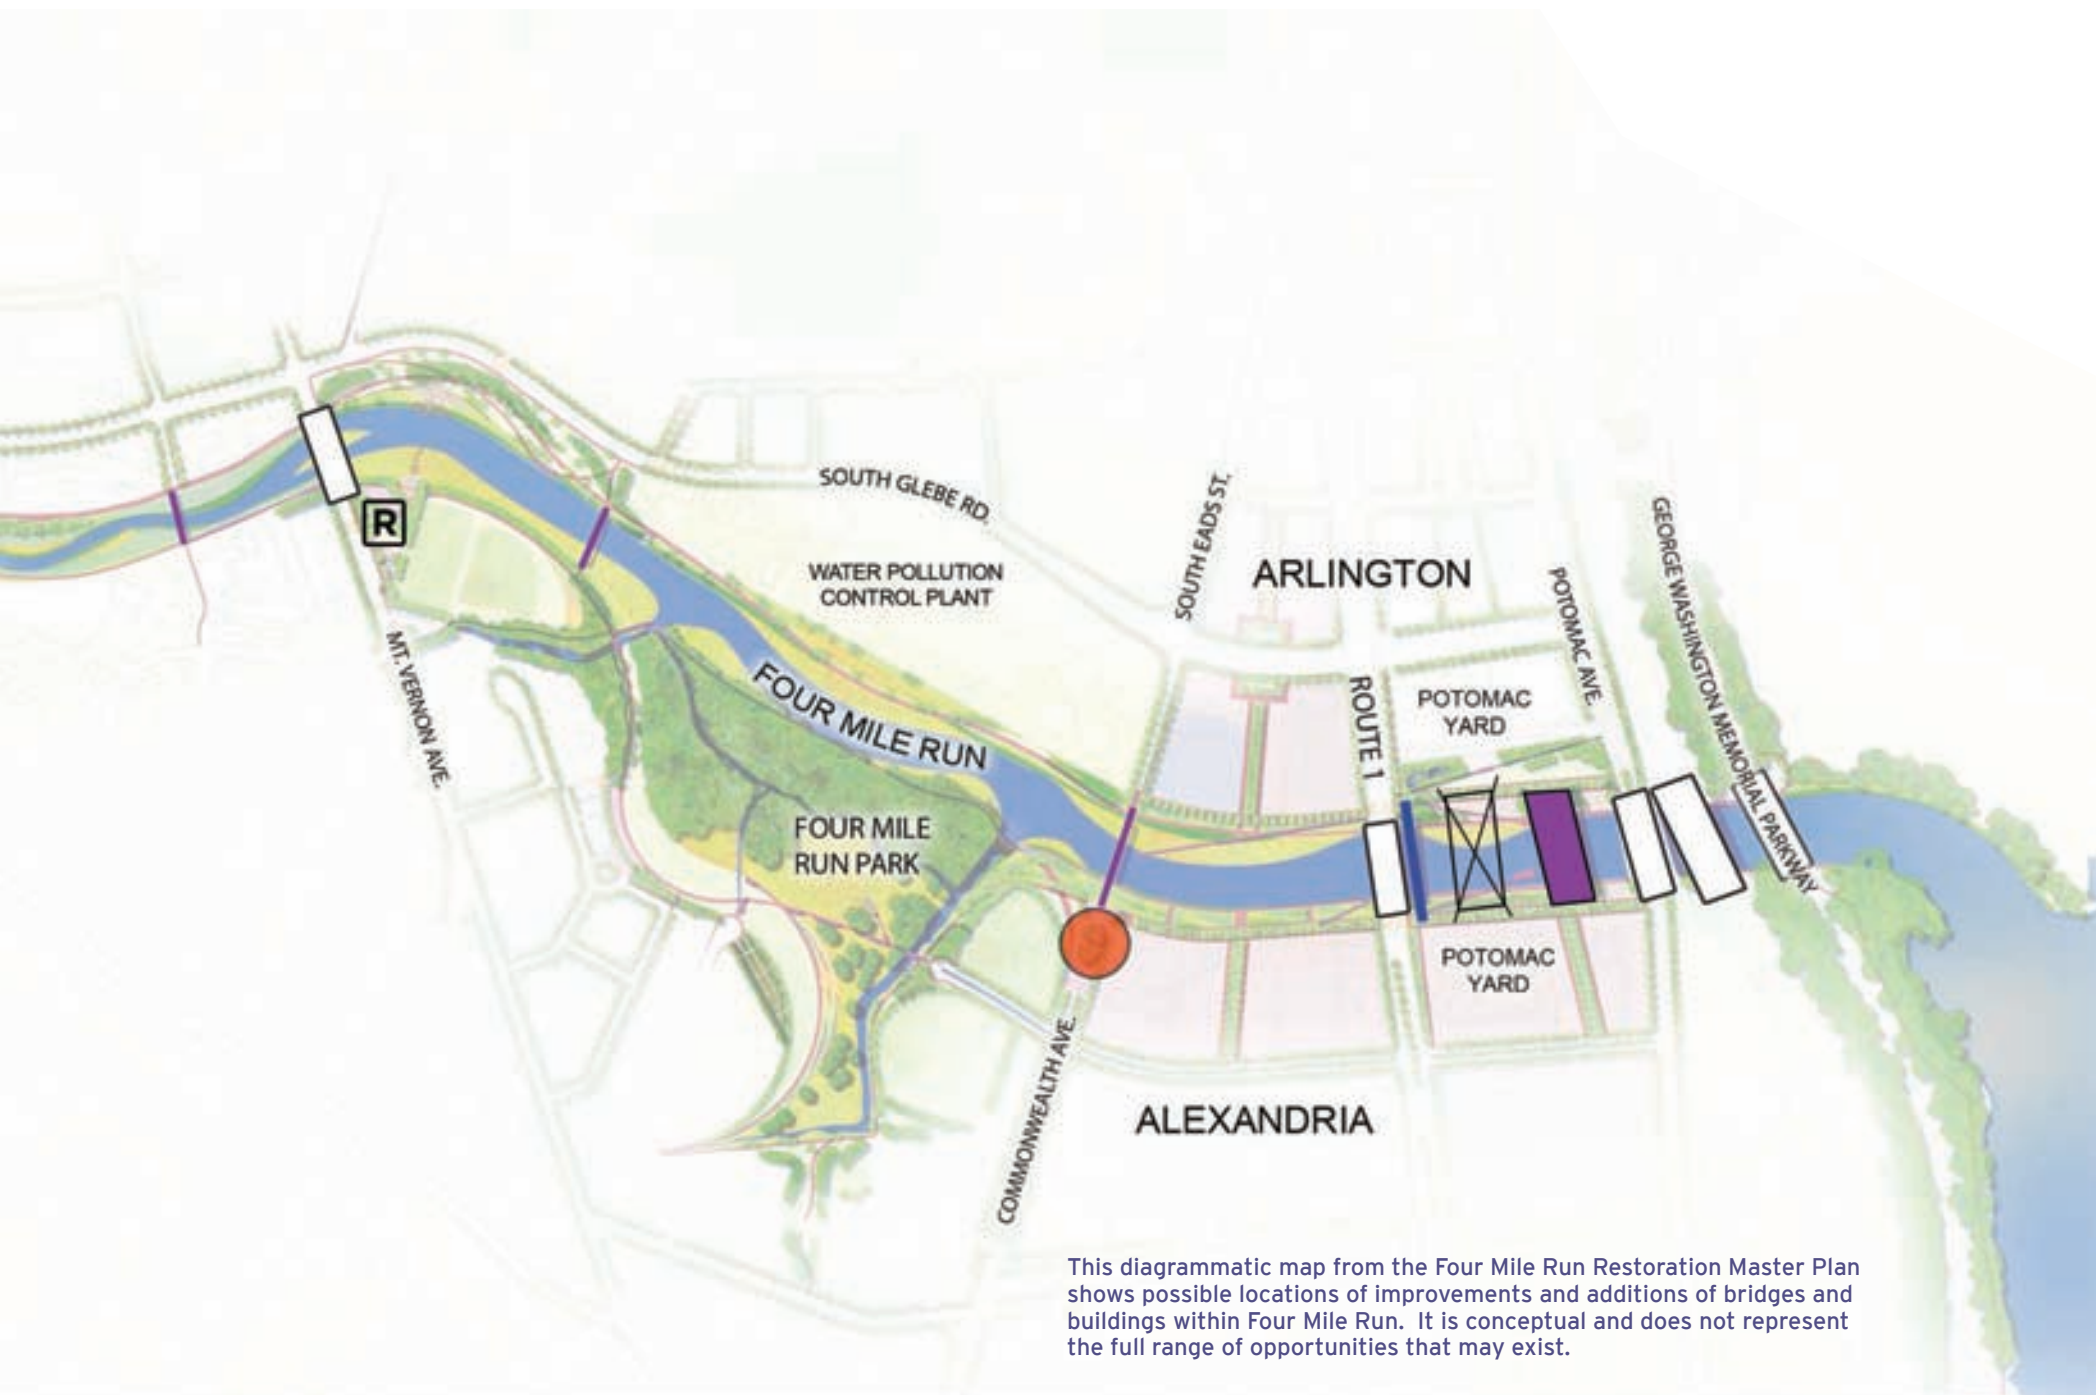 R
MT. VERNON AVE.
SOUTH GLEBE RD.
WATER POLLUTION
CONTROL PLANT
SOUTH EADS ST.
ARLINGTON
FOUR MILE RUN
FOUR MILE
RUN PARK
ROUTE 1
POTOMAC
YARD
POTOMAC AVE.
GEORGE WASHINGTON MEMORIAL PARKWAY
POTOMAC
YARD
COMMONWEALTH AVE.
ALEXANDRIA
This diagrammatic map from the Four Mile Run Restoration Master Plan
shows possible locations of improvements and additions of bridges and
buildings within Four Mile Run.  It is conceptual and does not represent
the full range of opportunities that may exist.